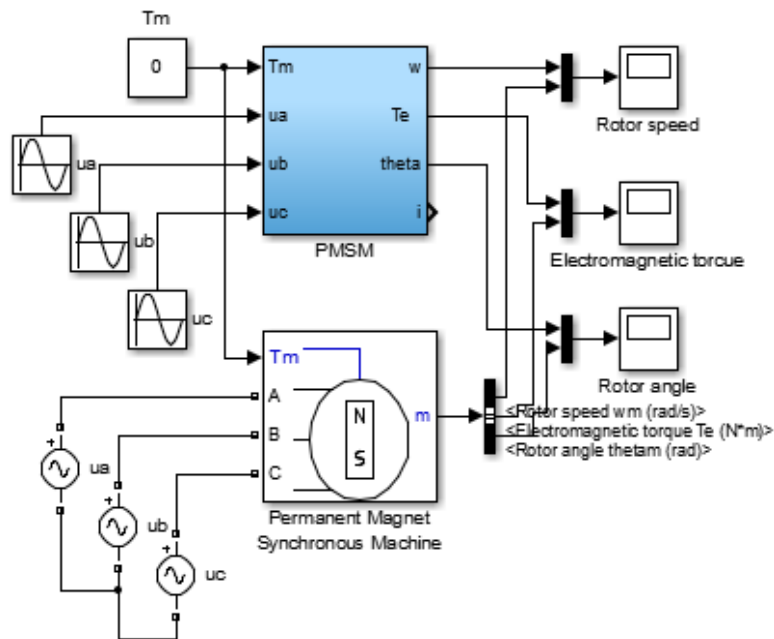 Tm
0
Tm
ua
ub
uc
w
Te
theta
i
PMSM
ua
ub
uc
Rotor speed
Electromagnetic torcue
Rotor angle
Tm
A
B
C
N
S
m
<Rotor speed wm (rad/s)>
<Electromagnetic torque Te (N*m)>
<Rotor angle thetam (rad)>
Permanent Magnet
Synchronous Machine
+
ua
+
ub
+
uc